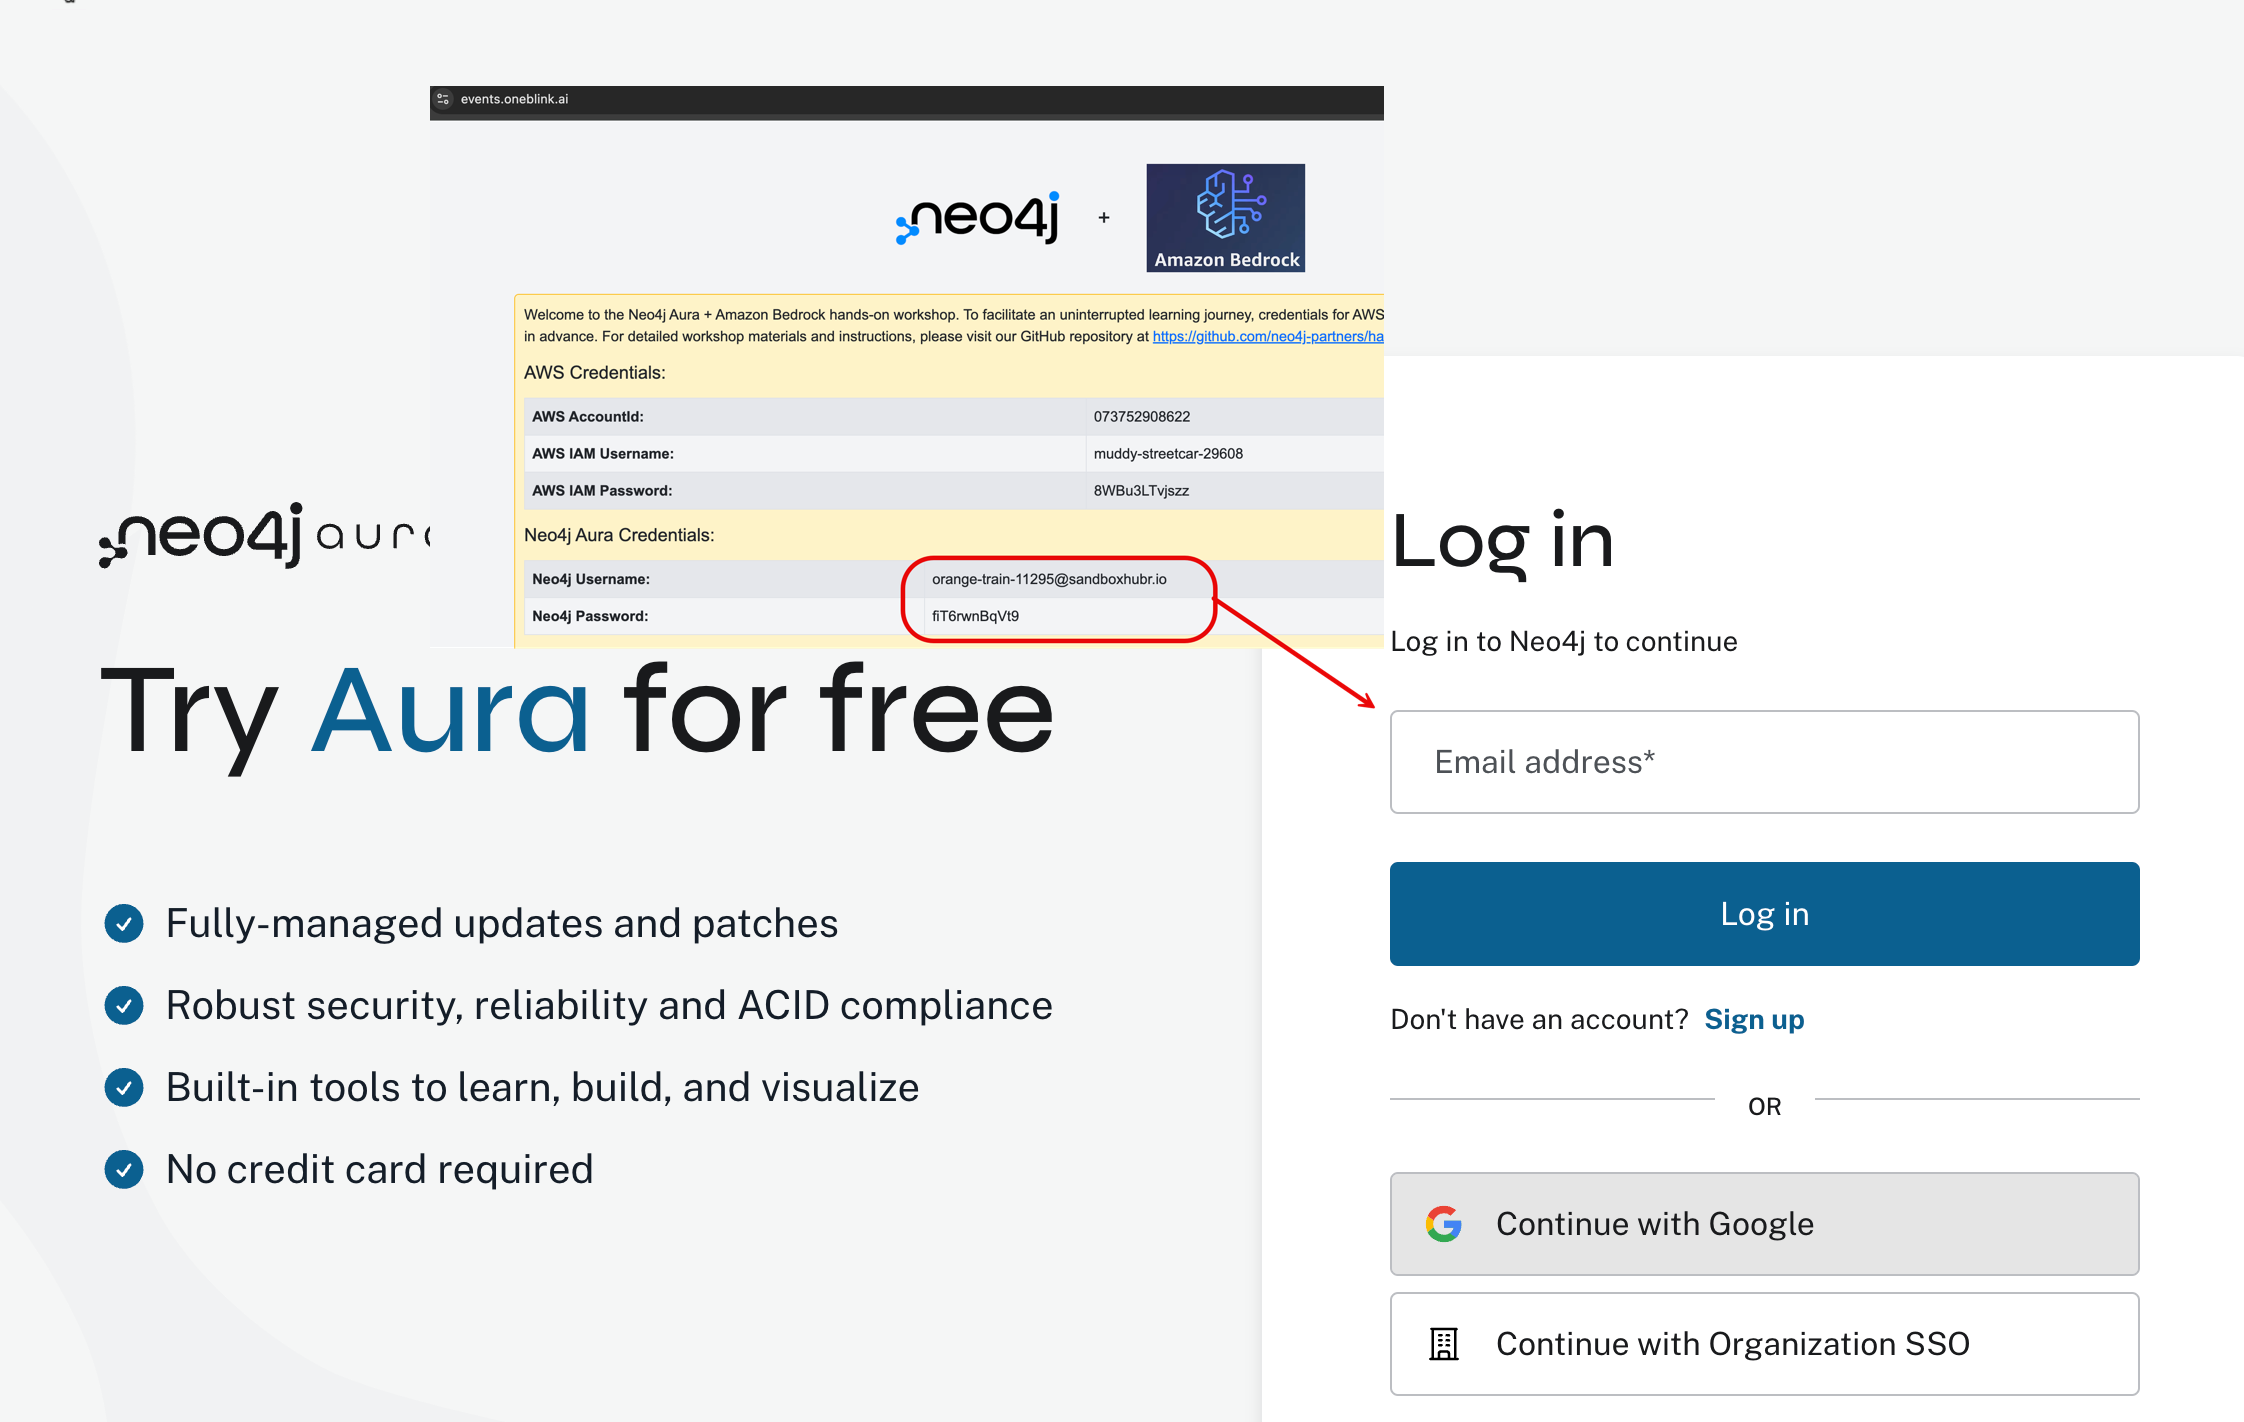 events.oneblink.ai
neo4j + Amazon Bedrock
Welcome to the Neo4j Aura + Amazon Bedrock hands-on workshop. To facilitate an uninterrupted learning journey, credentials for AWS
in advance. For detailed workshop materials and instructions, please visit our GitHub repository at https://github.com/neo4j-partners/ha
AWS Credentials:
AWS AccountId: 073752908622
AWS IAM Username: muddy-streetcar-29608
AWS IAM Password: 8WBu3LTvjszz
Neo4j Aura Credentials:
Neo4j Username: orange-train-11295@sandboxhubr.io
Neo4j Password: fiT6rwnBqVt9
neo4j aura
Try Aura for free
Fully-managed updates and patches
Robust security, reliability and ACID compliance
Built-in tools to learn, build, and visualize
No credit card required
Log in
Log in to Neo4j to continue
Email address*
Log in
Don't have an account? Sign up
OR
Continue with Google
Continue with Organization SSO